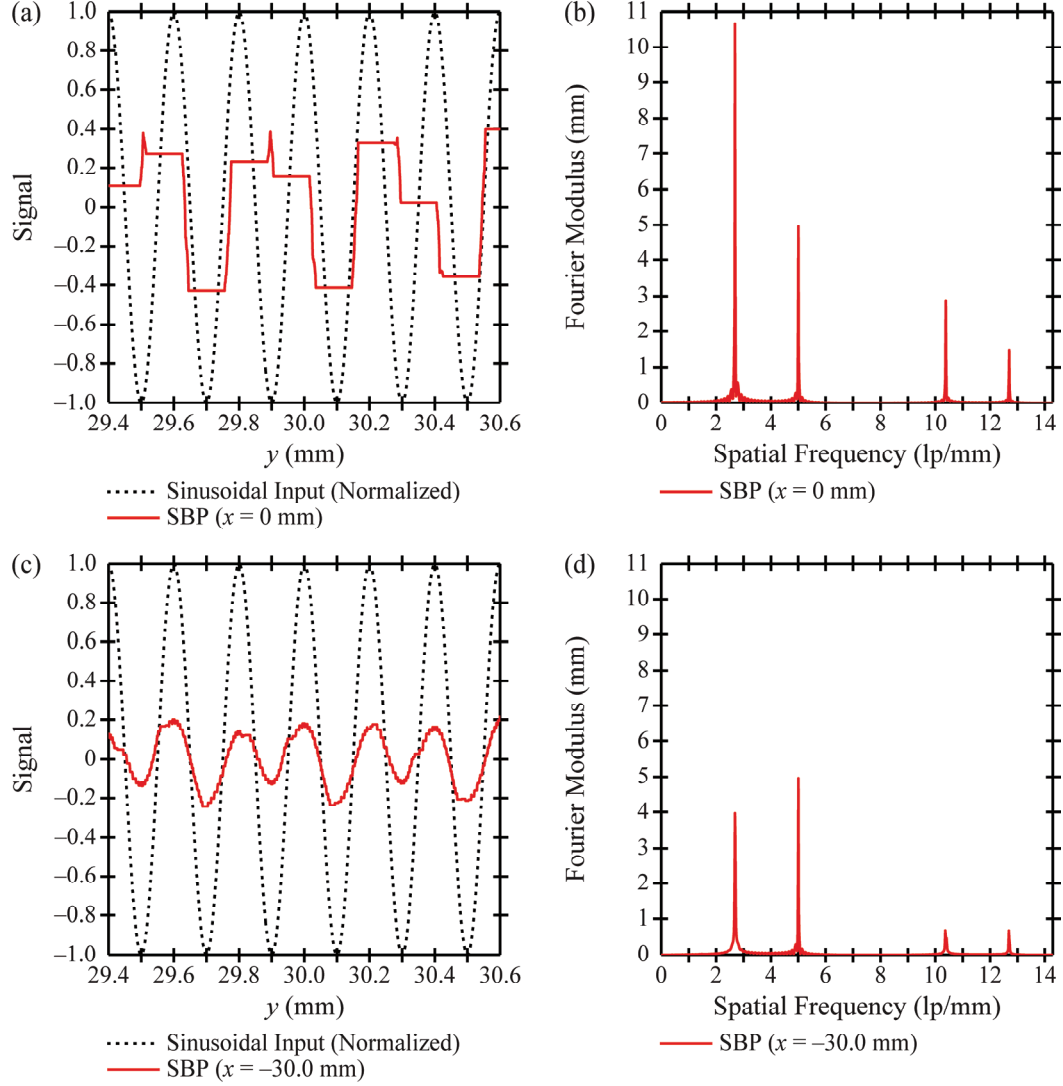 (a)
1.0
0.8
0.6
0.4
0.2
0
–0.2
–0.4
–0.6
–0.8
–1.0
Signal
29.4 29.6 29.8 30.0 30.2 30.4 30.6
y (mm)
Sinusoidal Input (Normalized)
SBP (x = 0 mm)
(b)
11
10
9
8
7
6
5
4
3
2
1
0
Fourier Modulus (mm)
0 2 4 6 8 10 12 14
Spatial Frequency (lp/mm)
SBP (x = 0 mm)
(c)
1.0
0.8
0.6
0.4
0.2
0
–0.2
–0.4
–0.6
–0.8
–1.0
Signal
29.4 29.6 29.8 30.0 30.2 30.4 30.6
y (mm)
Sinusoidal Input (Normalized)
SBP (x = –30.0 mm)
(d)
11
10
9
8
7
6
5
4
3
2
1
0
Fourier Modulus (mm)
0 2 4 6 8 10 12 14
Spatial Frequency (lp/mm)
SBP (x = –30.0 mm)